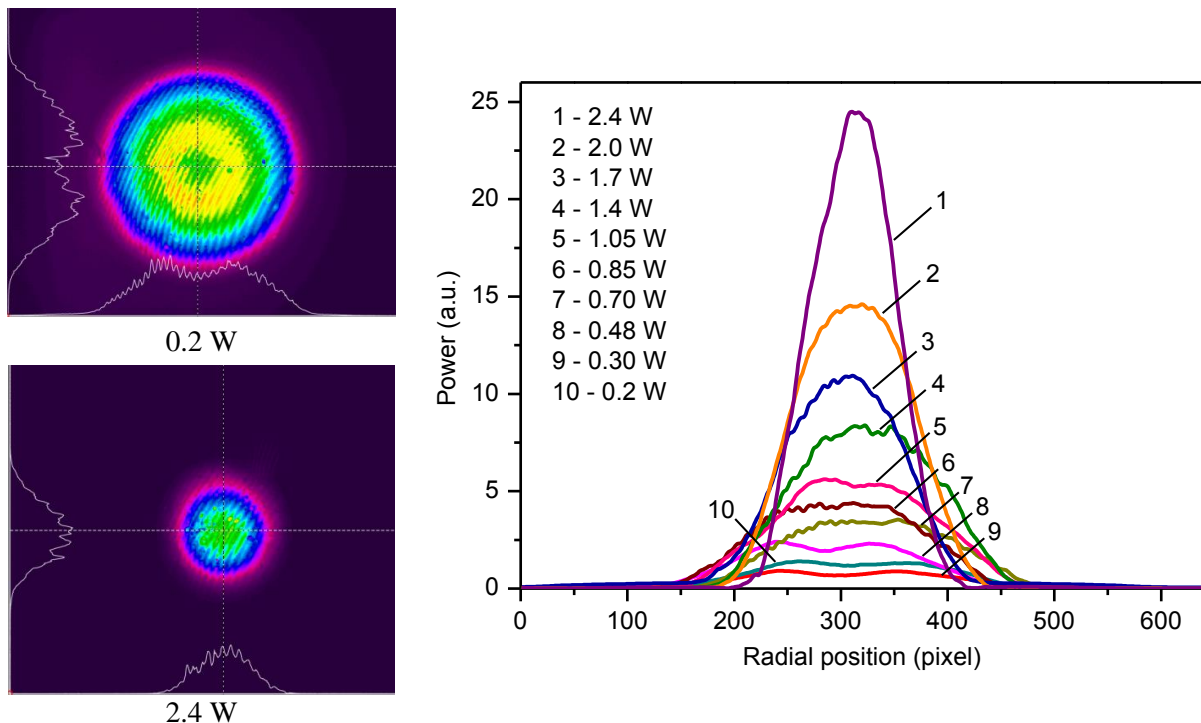 0.2 W
2.4 W
Power (a.u.)
25
20
15
10
5
0
1 - 2.4 W
2 - 2.0 W
3 - 1.7 W
4 - 1.4 W
5 - 1.05 W
6 - 0.85 W
7 - 0.70 W
8 - 0.48 W
9 - 0.30 W
10 - 0.2 W
1
2
3
4
5
6
7
8
9
10
0 100 200 300 400 500 600
Radial position (pixel)